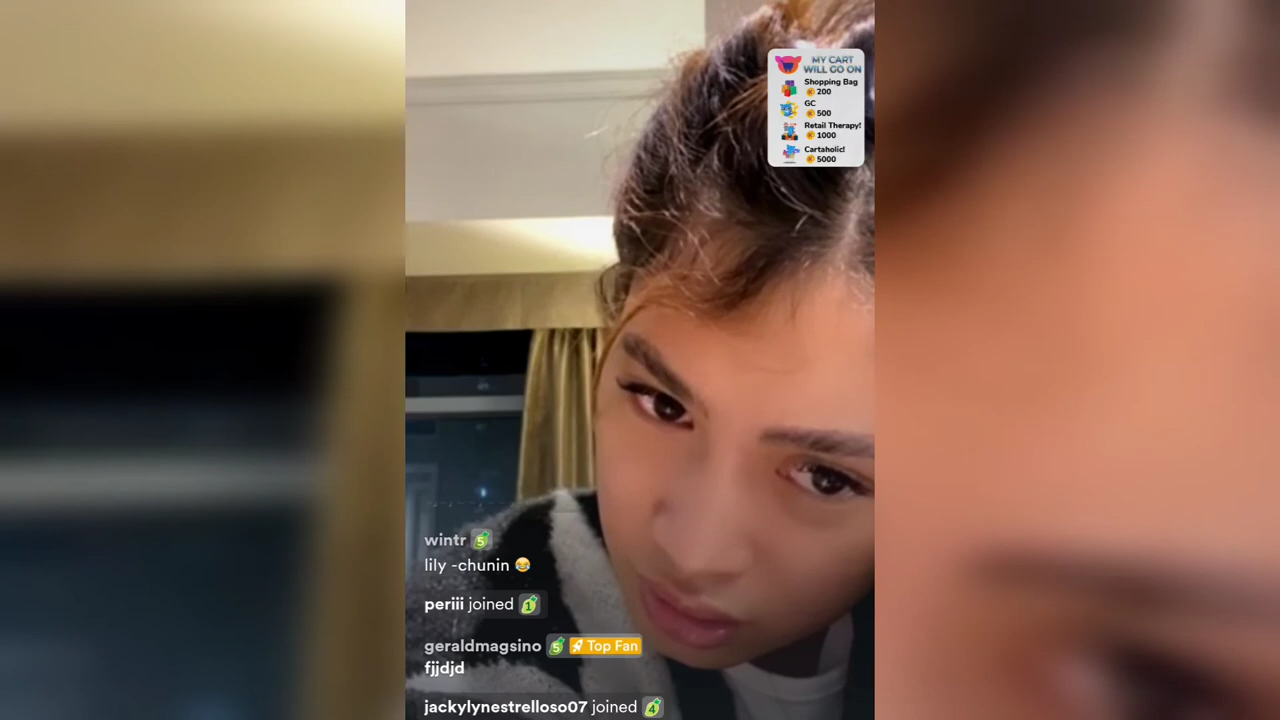 MY CART
WILL GO ON
Shopping Bag
200
GC
500
Retail Therapy!
1000
Cartaholic!
5000
wintr 5
lily -chunin 😂
periii joined 1
geraldmagsino 5 Top Fan
fjjdjd
jackylynestrelloso07 joined 4